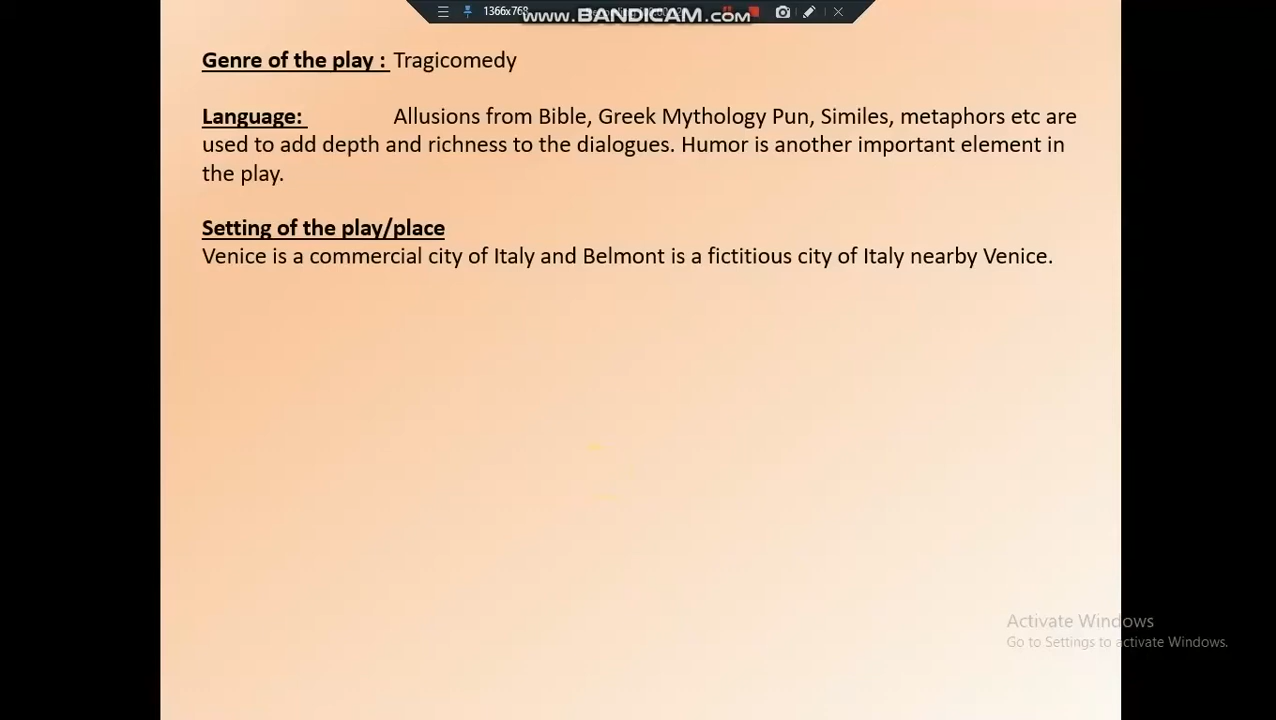 1366x768
www.BANDICAM.com
Genre of the play : Tragicomedy
Language: Allusions from Bible, Greek Mythology Pun, Similes, metaphors etc are
used to add depth and richness to the dialogues. Humor is another important element in
the play.
Setting of the play/place
Venice is a commercial city of Italy and Belmont is a fictitious city of Italy nearby Venice.
Activate Windows
Go to Settings to activate Windows.